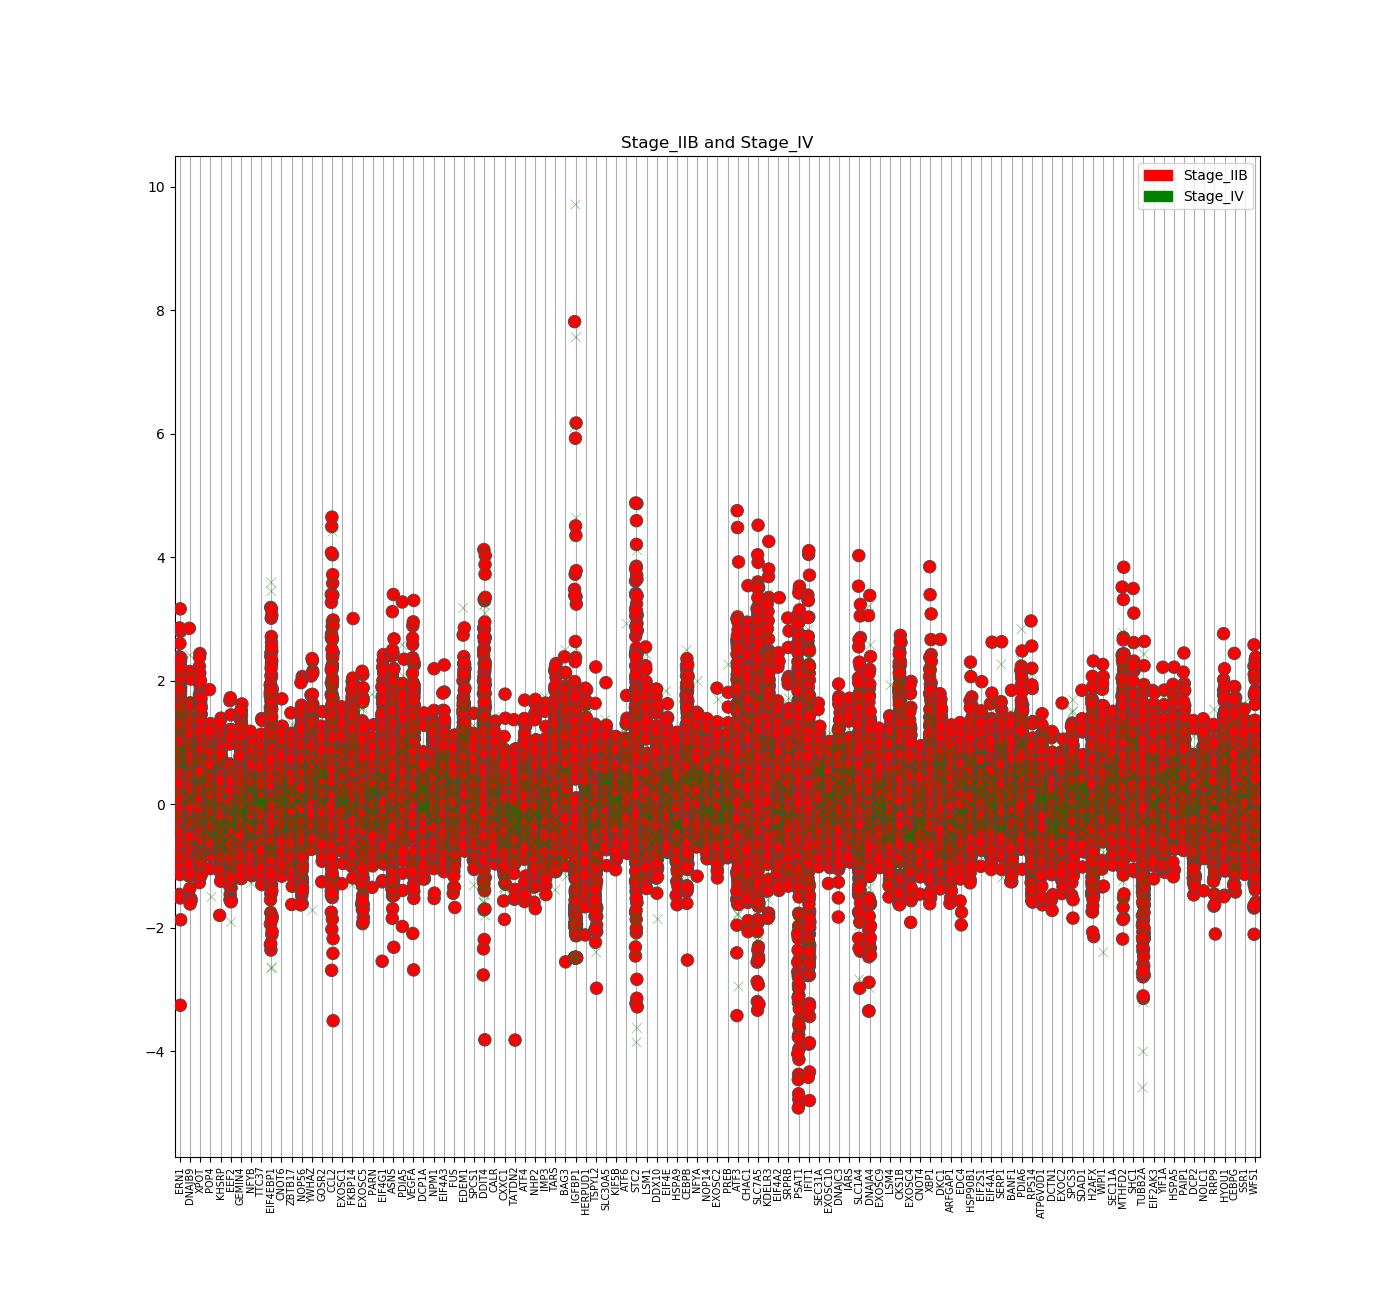 Stage_IIB and Stage_IV
Stage_IIB
Stage_IV
10
8
6
4
2
0
−2
−4
ERN1
DNAJB9
XPOT
POP4
KHSRP
EEF2
GEMIN4
NFYB
TTC37
EIF4EBP1
CNOT6
ZBTB17
NOP56
YWHAZ
GOSR2
CCL2
EXOSC1
FKBP14
EXOSC5
PARN
EIF4G1
ASNS
PDIA5
VEGFA
DCP1A
NPM1
EIF4A3
FUS
EDEM1
SPCS1
DDIT4
CALR
CXXC1
TATDN2
ATF4
NHP2
IMP3
TARS
BAG3
IGFBP1
HERPUD1
TSPYL2
SLC30A5
KIF5B
ATF6
STC2
LSM1
DDX10
EIF4E
HSPA9
CEBPB
NFYA
NOP14
EXOSC2
PREB
ATF3
CHAC1
SLC7A5
KDELR3
EIF4A2
SRPRB
PSAT1
IFIT1
SEC31A
EXOSC10
DNAJC3
IARS
SLC1A4
DNAJA4
EXOSC9
LSM4
CKS1B
EXOSC4
CNOT4
XBP1
DKC1
ARFGAP1
EDC4
HSP90B1
EIF2S1
EIF4A1
SERP1
BANF1
PDIA6
RPS14
ATP6V0D1
DCTN1
EXOC2
SPCS3
SDAD1
H2AFX
WIPI1
SEC11A
MTHFD2
SHC1
TUBB2A
EIF2AK3
YIF1A
HSPA5
PAIP1
DCP2
NOLC1
RRP9
HYOU1
CEBPG
SSR1
WFS1